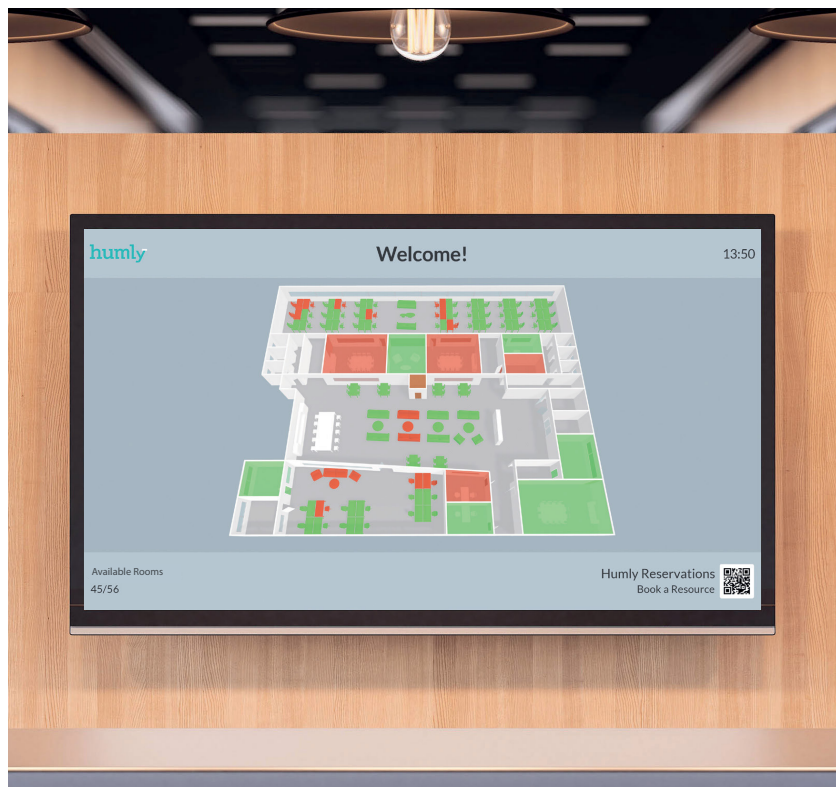 humly
Welcome!
13:50
Available Rooms
45/56
Humly Reservations
Book a Resource